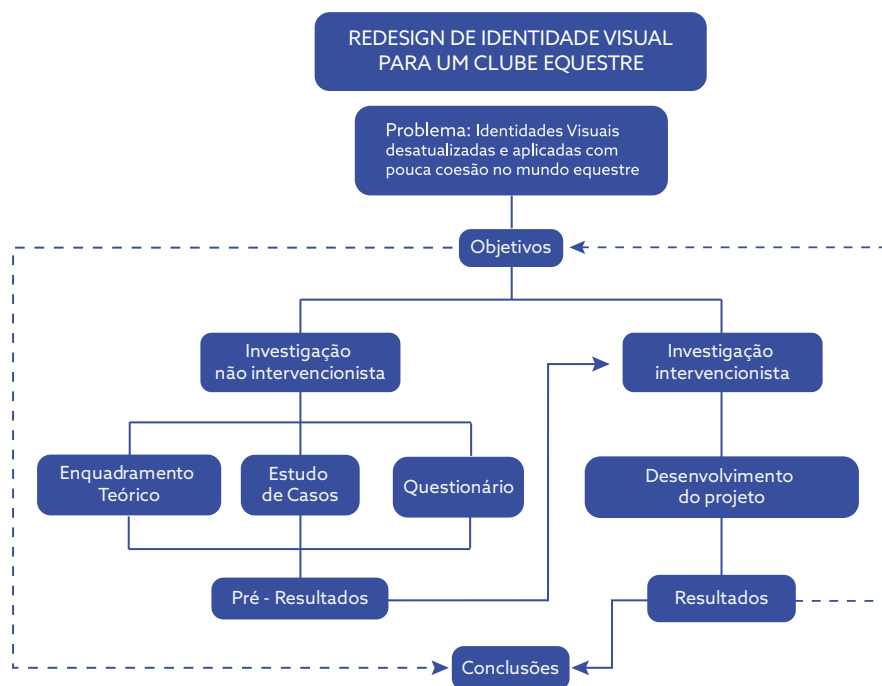 REDESIGN DE IDENTIDADE VISUAL
PARA UM CLUBE EQUESTRE
Problema: Identidades Visuais
desatualizadas e aplicadas com
pouca coesão no mundo equestre
Objetivos
Investigação
não intervencionista
Investigação
intervencionista
Enquadramento
Teórico
Estudo
de Casos
Questionário
Desenvolvimento
do projeto
Pré - Resultados
Resultados
Conclusões